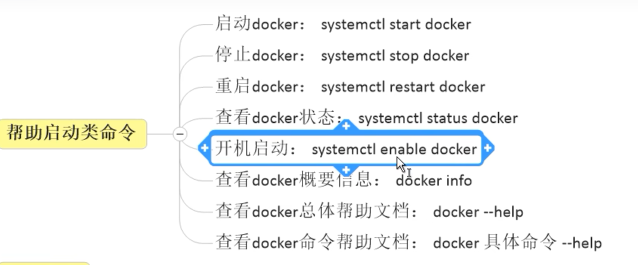 启动docker： systemctl start docker
停止docker： systemctl stop docker
重启docker： systemctl restart docker
查看docker状态： systemctl status docker
帮助启动类命令
开机启动： systemctl enable docker
查看docker概要信息： docker info
查看docker总体帮助文档： docker --help
查看docker命令帮助文档： docker 具体命令 --help